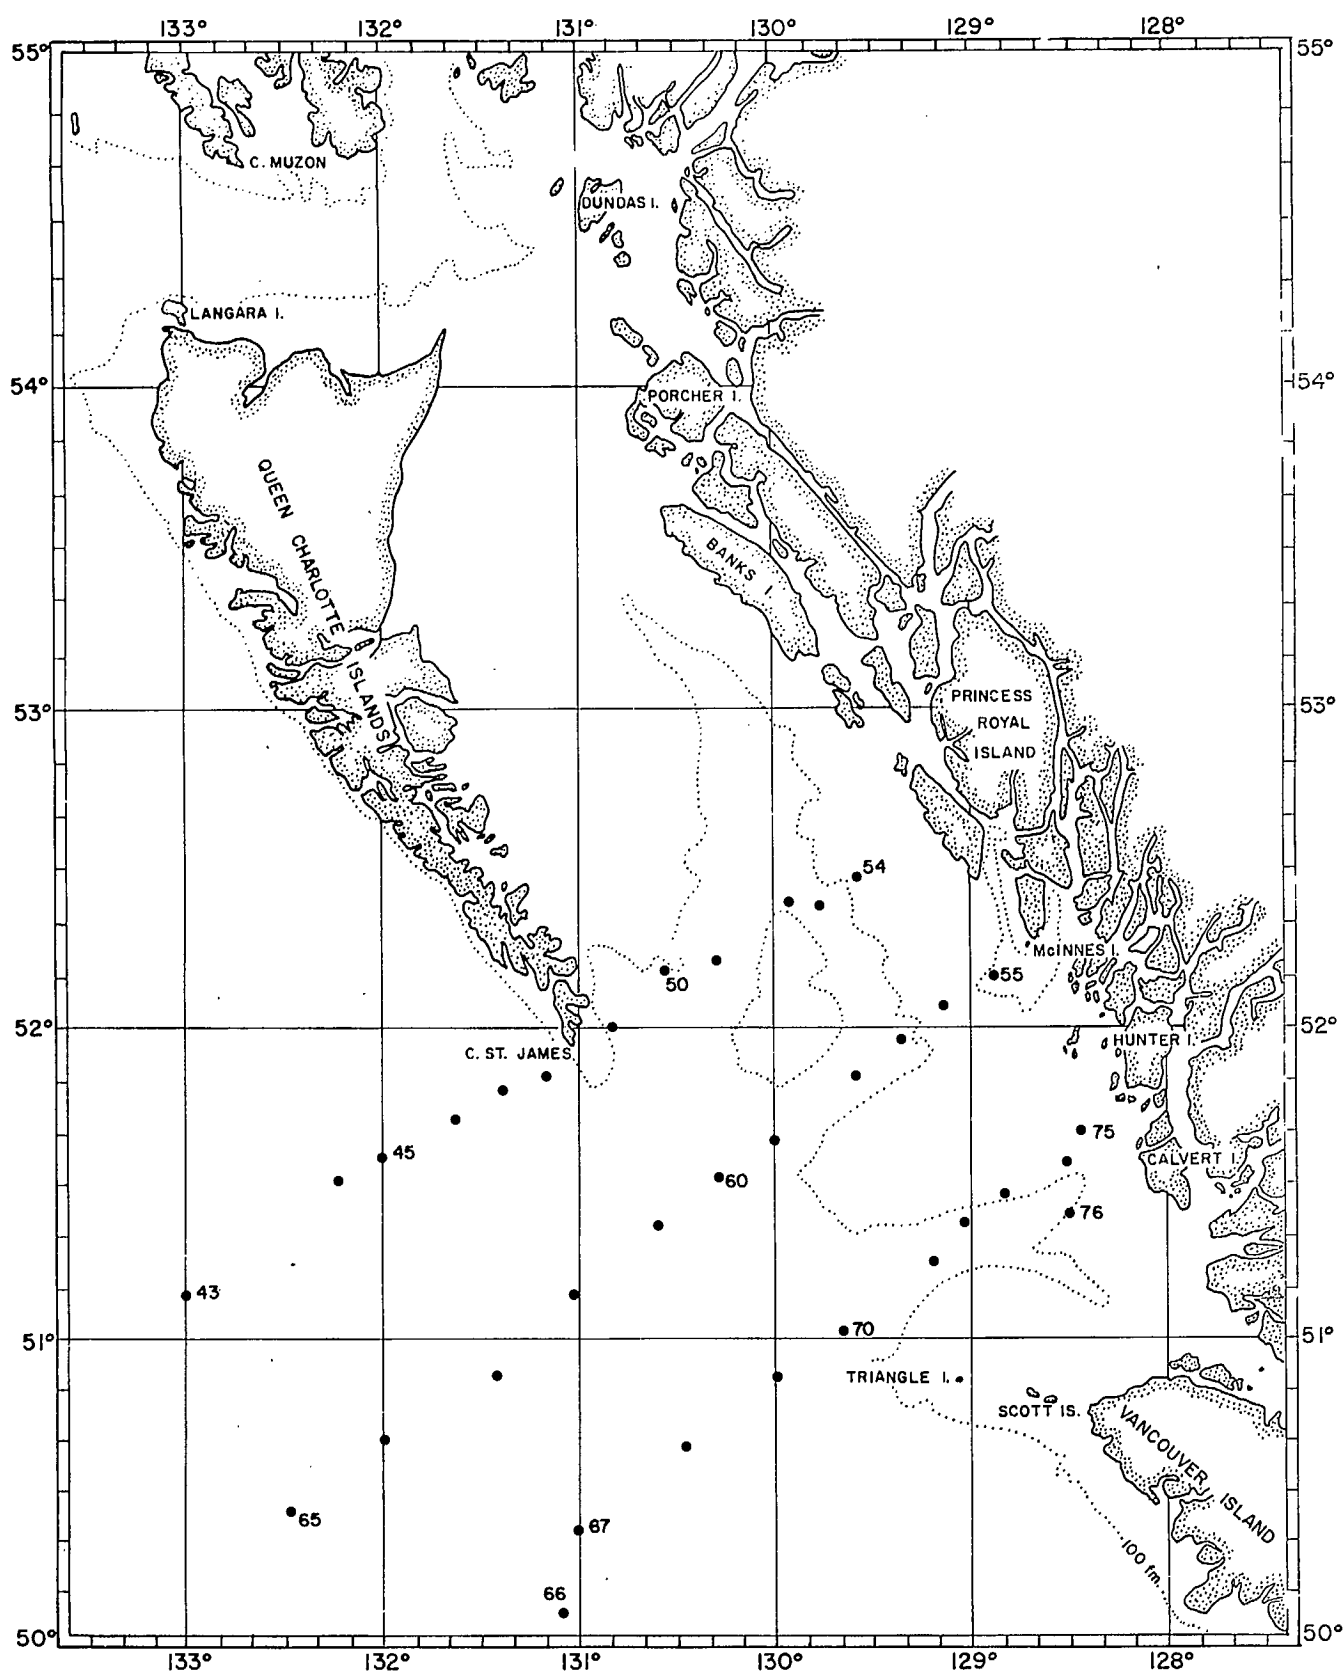 133° 132° 131° 130° 129° 128°
55° 55°
C. MUZON
DUNDAS I.
LANGARA I.
54° 54°
PORCHER I.
QUEEN CHARLOTTE ISLANDS
BANKS I.
PRINCESS
ROYAL
ISLAND
53° 53°
54
McINNES I.
50
55
52° 52°
HUNTER I.
C. ST. JAMES
75
45
CALVERT I.
60
76
43
70
51° 51°
TRIANGLE I.
SCOTT IS.
VANCOUVER ISLAND
65
67
100 fm.
66
50° 50°
133° 132° 131° 130° 129° 128°